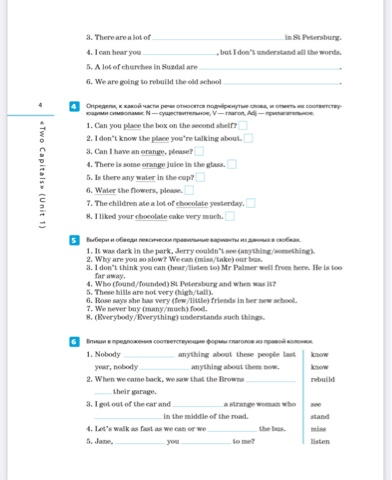 3. There are a lot of ____________ in St Petersburg.
4. I can hear you ____________, but I don't understand all the words.
5. A lot of churches in Suzdal are ____________.
6. We are going to rebuild the old school ____________.
4
«Two Capitals» (Unit 1)
4 Определи, к какой части речи относятся подчёркнутые слова, и отметь их соответству-
ющими символами: N — существительное, V — глагол, Adj — прилагательное.
1. Can you place the box on the second shelf?
2. I don't know the place you're talking about.
3. Can I have an orange, please?
4. There is some orange juice in the glass.
5. Is there any water in the cup?
6. Water the flowers, please.
7. The children ate a lot of chocolate yesterday.
8. I liked your chocolate cake very much.
5 Выбери и обведи лексически правильные варианты из данных в скобках.
1. It was dark in the park, Jerry couldn't see (anything/something).
2. Why are you so slow? We can (miss/take) our bus.
3. I don't think you can (hear/listen to) Mr Palmer well from here. He is too
far away.
4. Who (found/founded) St Petersburg and when was it?
5. These hills are not very (high/tall).
6. Rose says she has very (few/little) friends in her new school.
7. We never buy (many/much) food.
8. (Everybody/Everything) understands such things.
6 Впиши в предложения соответствующие формы глаголов из правой колонки.
1. Nobody ____________ anything about these people last know
year, nobody ____________ anything about them now. know
2. When we came back, we saw that the Browns ____________ rebuild
____ their garage.
3. I got out of the car and ____________ a strange woman who see
____________ in the middle of the road. stand
4. Let's walk as fast as we can or we ____________ the bus. miss
5. Jane, ____________ you ____________ to me? listen